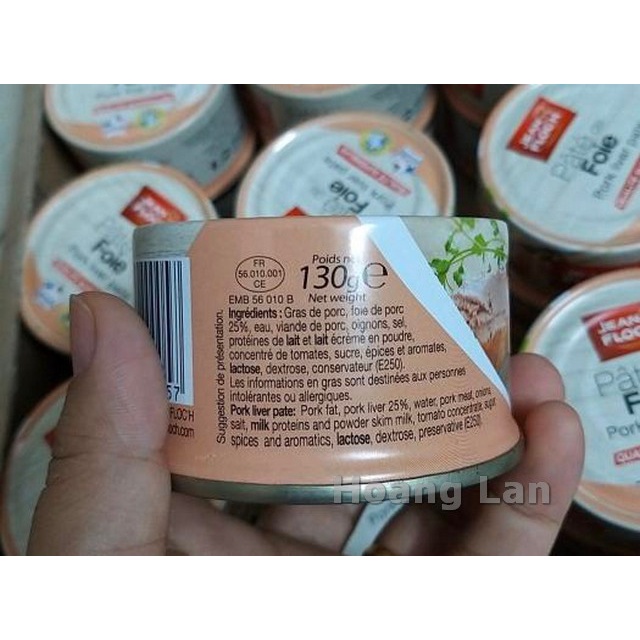 JEAN
FLOC'H
Pâté de
Foie
Pork liver pâté
FR
56.010.001
CE
EMB 56 010 B
Poids net
130g e
Net weight
Suggestion de présentation.
Ingrédients : Gras de porc, foie de porc
25%, eau, viande de porc, oignons, sel,
protéines de lait et lait écrémé en poudre,
concentré de tomates, sucre, épices et aromates,
lactose, dextrose, conservateur (E250).
Les informations en gras sont destinées aux personnes
intolérantes ou allergiques.
Pork liver pate: Pork fat, pork liver 25%, water, pork meat, onions,
salt, milk proteins and powder skim milk, tomato concentrate, sugar,
spices and aromatics, lactose, dextrose, preservative (E250).
57
FLOC'H
Hoang Lan